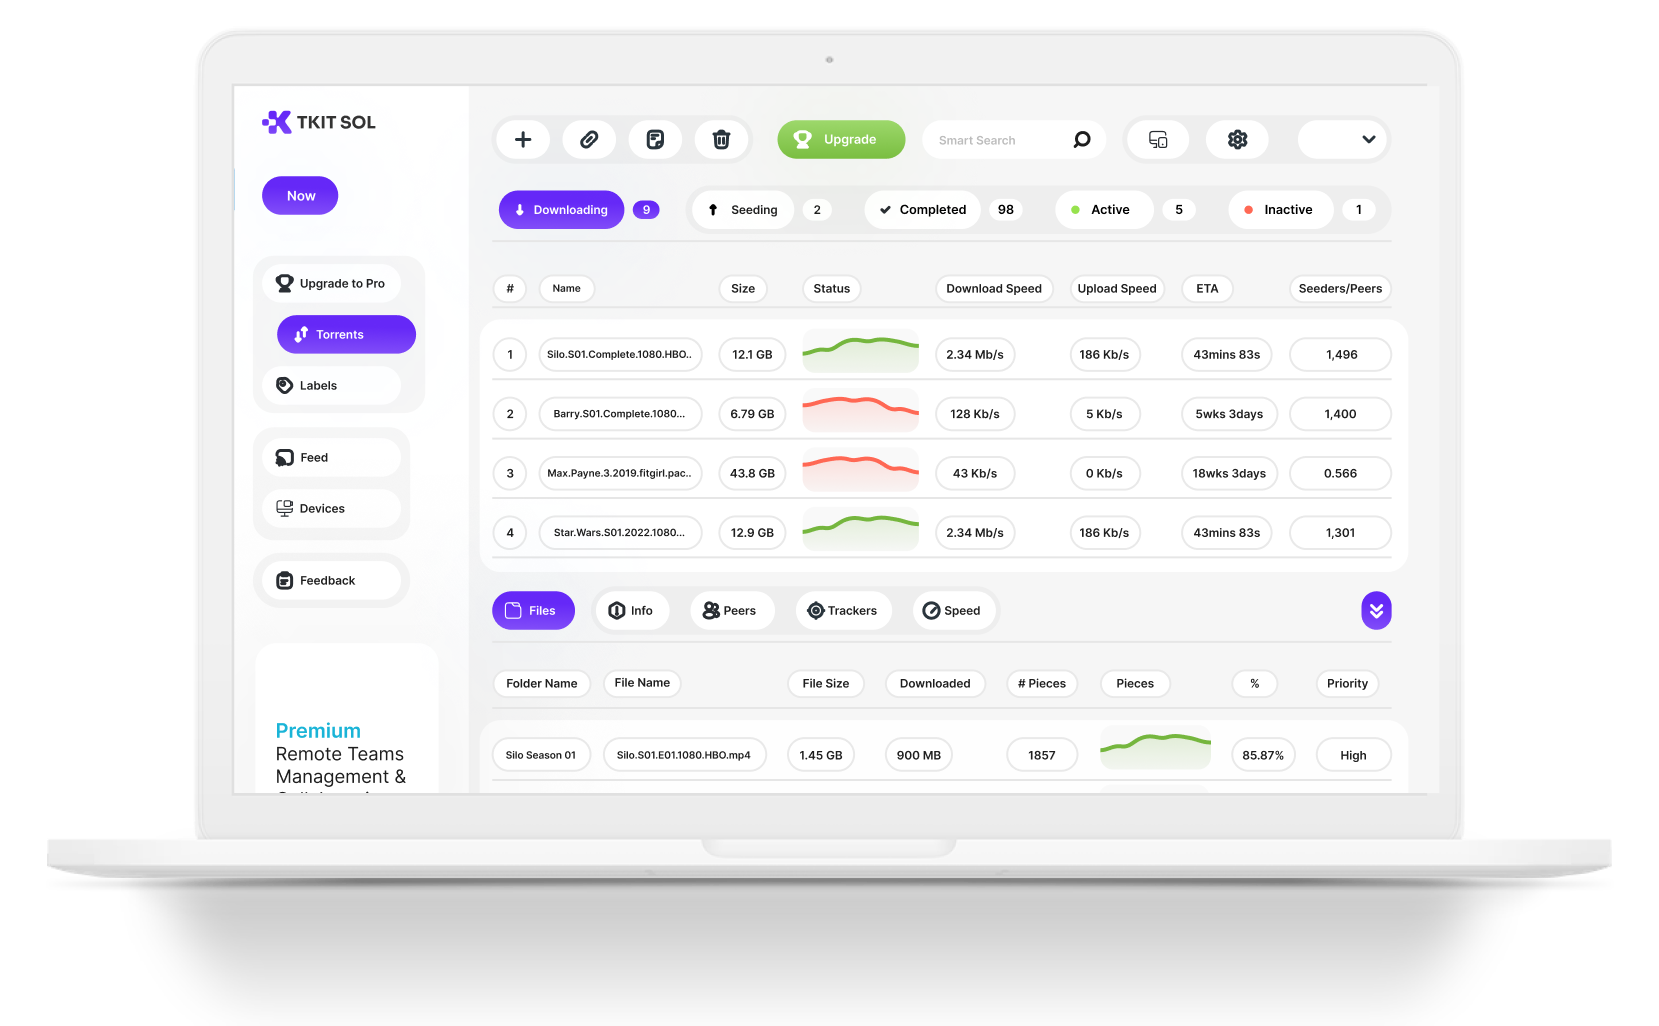 TKIT SOL
Upgrade
Smart Search
Now
Downloading 9 Seeding 2 Completed 98 Active 5 Inactive 1
Upgrade to Pro
Torrents
Labels
Feed
Devices
Feedback
Premium
Remote Teams
Management &
# Name Size Status Download Speed Upload Speed ETA Seeders/Peers
1 Silo.S01.Complete.1080.HBO.. 12.1 GB 2.34 Mb/s 186 Kb/s 43mins 83s 1,496
2 Barry.S01.Complete.1080... 6.79 GB 128 Kb/s 5 Kb/s 5wks 3days 1,400
3 Max.Payne.3.2019.fitgirl.pac.. 43.8 GB 43 Kb/s 0 Kb/s 18wks 3days 0.566
4 Star.Wars.S01.2022.1080... 12.9 GB 2.34 Mb/s 186 Kb/s 43mins 83s 1,301
Files Info Peers Trackers Speed
Folder Name File Name File Size Downloaded # Pieces Pieces % Priority
Silo Season 01 Silo.S01.E01.1080.HBO.mp4 1.45 GB 900 MB 1857 85.87% High